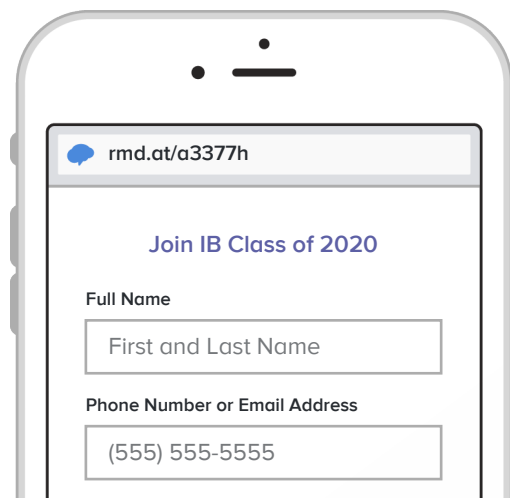 rmd.at/a3377h
Join IB Class of 2020
Full Name
First and Last Name
Phone Number or Email Address
(555) 555-5555